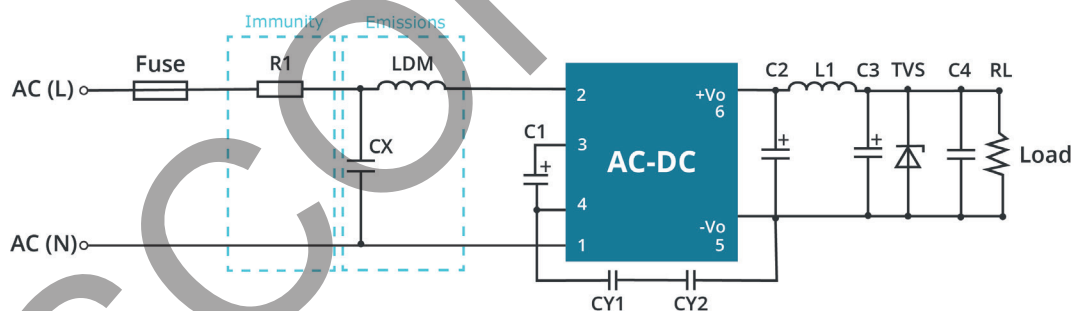 Immunity
Emissions
Fuse
R1
LDM
C2
L1
C3
TVS
C4
RL
AC (L)
2
+Vo
6
C1
CX
3
AC-DC
Load
4
-Vo
5
AC (N)
1
CY1
CY2